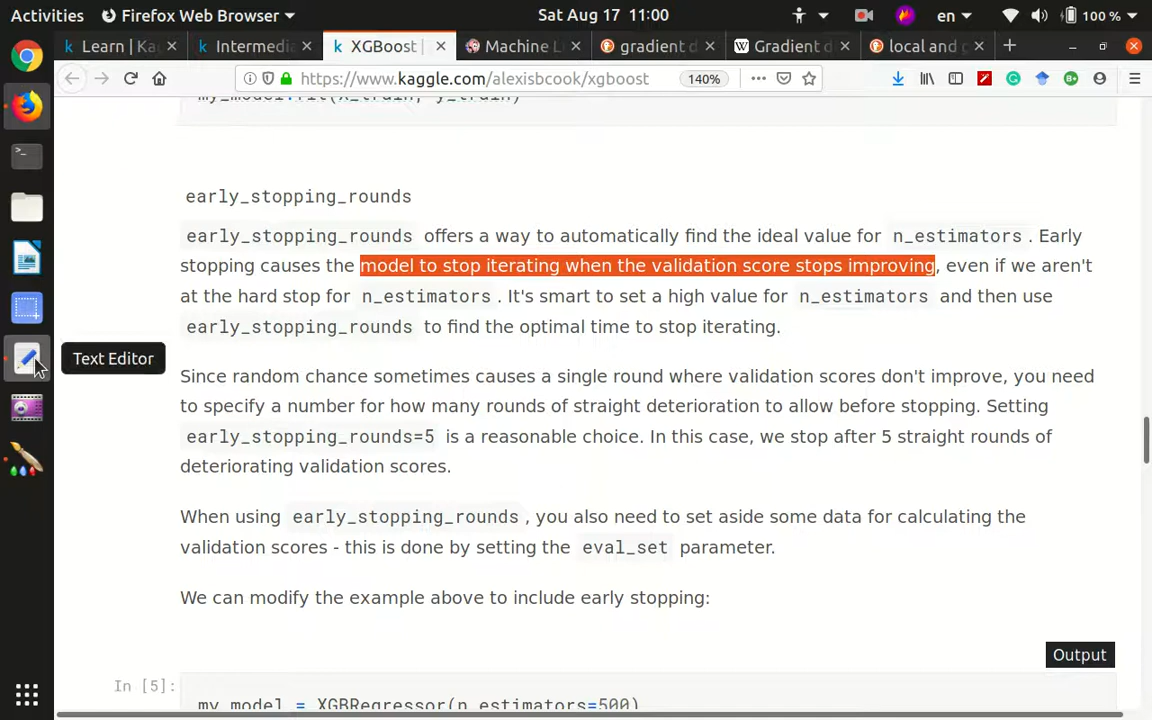 Activities Firefox Web Browser Sat Aug 17 11:00 en 100 %
Learn | Ka Intermedia XGBoost | Machine L gradient d Gradient d local and
https://www.kaggle.com/alexisbcook/xgboost 140%
my_model.fit(X_train, y_train)
early_stopping_rounds
early_stopping_rounds offers a way to automatically find the ideal value for n_estimators . Early
stopping causes the model to stop iterating when the validation score stops improving, even if we aren't
at the hard stop for n_estimators . It's smart to set a high value for n_estimators and then use
early_stopping_rounds to find the optimal time to stop iterating.
Text Editor
Since random chance sometimes causes a single round where validation scores don't improve, you need
to specify a number for how many rounds of straight deterioration to allow before stopping. Setting
early_stopping_rounds=5 is a reasonable choice. In this case, we stop after 5 straight rounds of
deteriorating validation scores.
When using early_stopping_rounds , you also need to set aside some data for calculating the
validation scores - this is done by setting the eval_set parameter.
We can modify the example above to include early stopping:
Output
In [5]:
my_model = XGBRegressor(n_estimators=500)